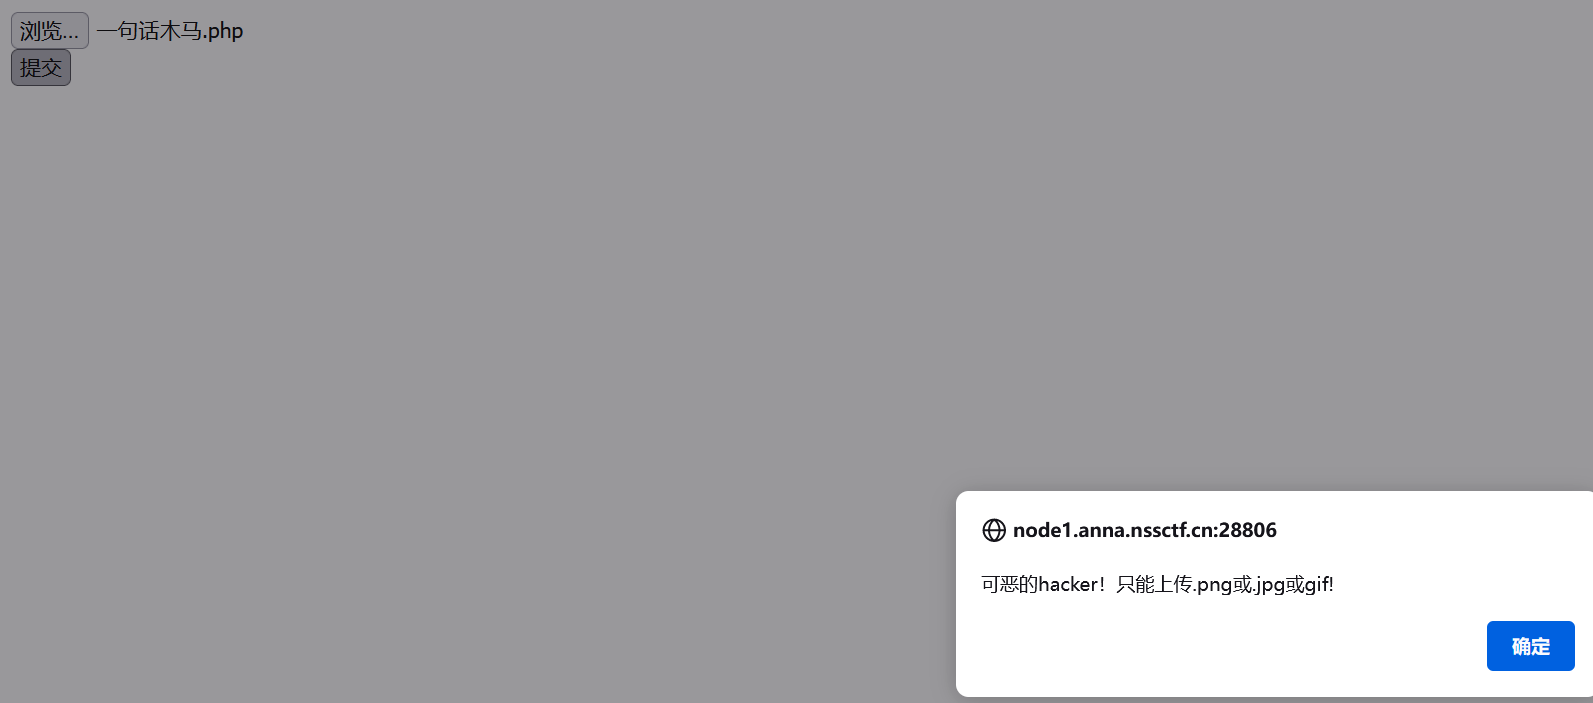 浏览... 一句话木马.php
提交
node1.anna.nssctf.cn:28806
可恶的hacker！只能上传.png或.jpg或gif!
确定